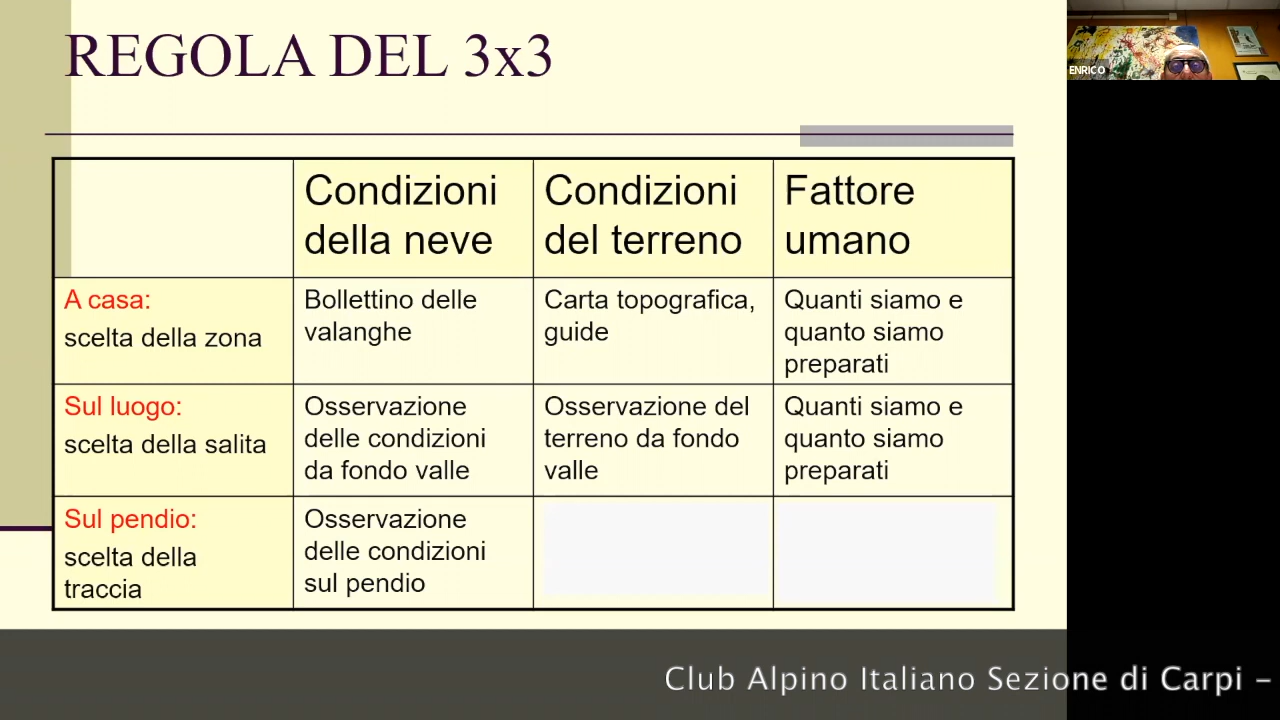 REGOLA DEL 3x3
ENRICO
Condizioni
della neve
Condizioni
del terreno
Fattore
umano
A casa:
scelta della zona
Bollettino delle
valanghe
Carta topografica,
guide
Quanti siamo e
quanto siamo
preparati
Sul luogo:
scelta della salita
Osservazione
delle condizioni
da fondo valle
Osservazione del
terreno da fondo
valle
Quanti siamo e
quanto siamo
preparati
Sul pendio:
scelta della
traccia
Osservazione
delle condizioni
sul pendio
Club Alpino Italiano Sezione di Carpi –